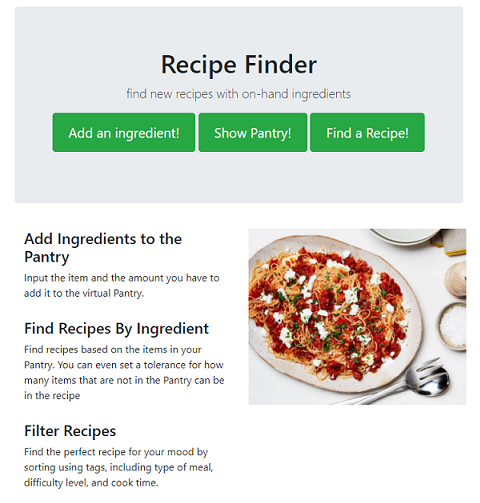 Recipe Finder
find new recipes with on-hand ingredients
Add an ingredient!
Show Pantry!
Find a Recipe!
Add Ingredients to the
Pantry
Input the item and the amount you have to
add it to the virtual Pantry.
Find Recipes By Ingredient
Find recipes based on the items in your
Pantry. You can even set a tolerance for how
many items that are not in the Pantry can be
in the recipe
Filter Recipes
Find the perfect recipe for your mood by
sorting using tags, including type of meal,
difficulty level, and cook time.